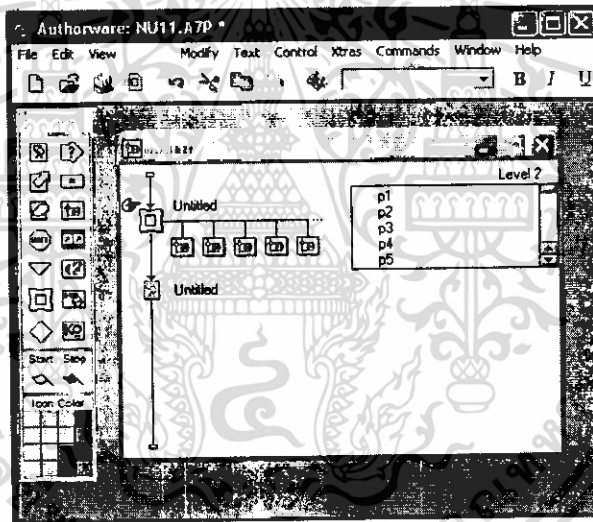 Authorware: NU11.A7P *
File Edit View Modify Text Control Xtras Commands Window Help
B I U
Level 2
Untitled
p1
p2
p3
p4
p5
Untitled
Start Stop
Icon Color